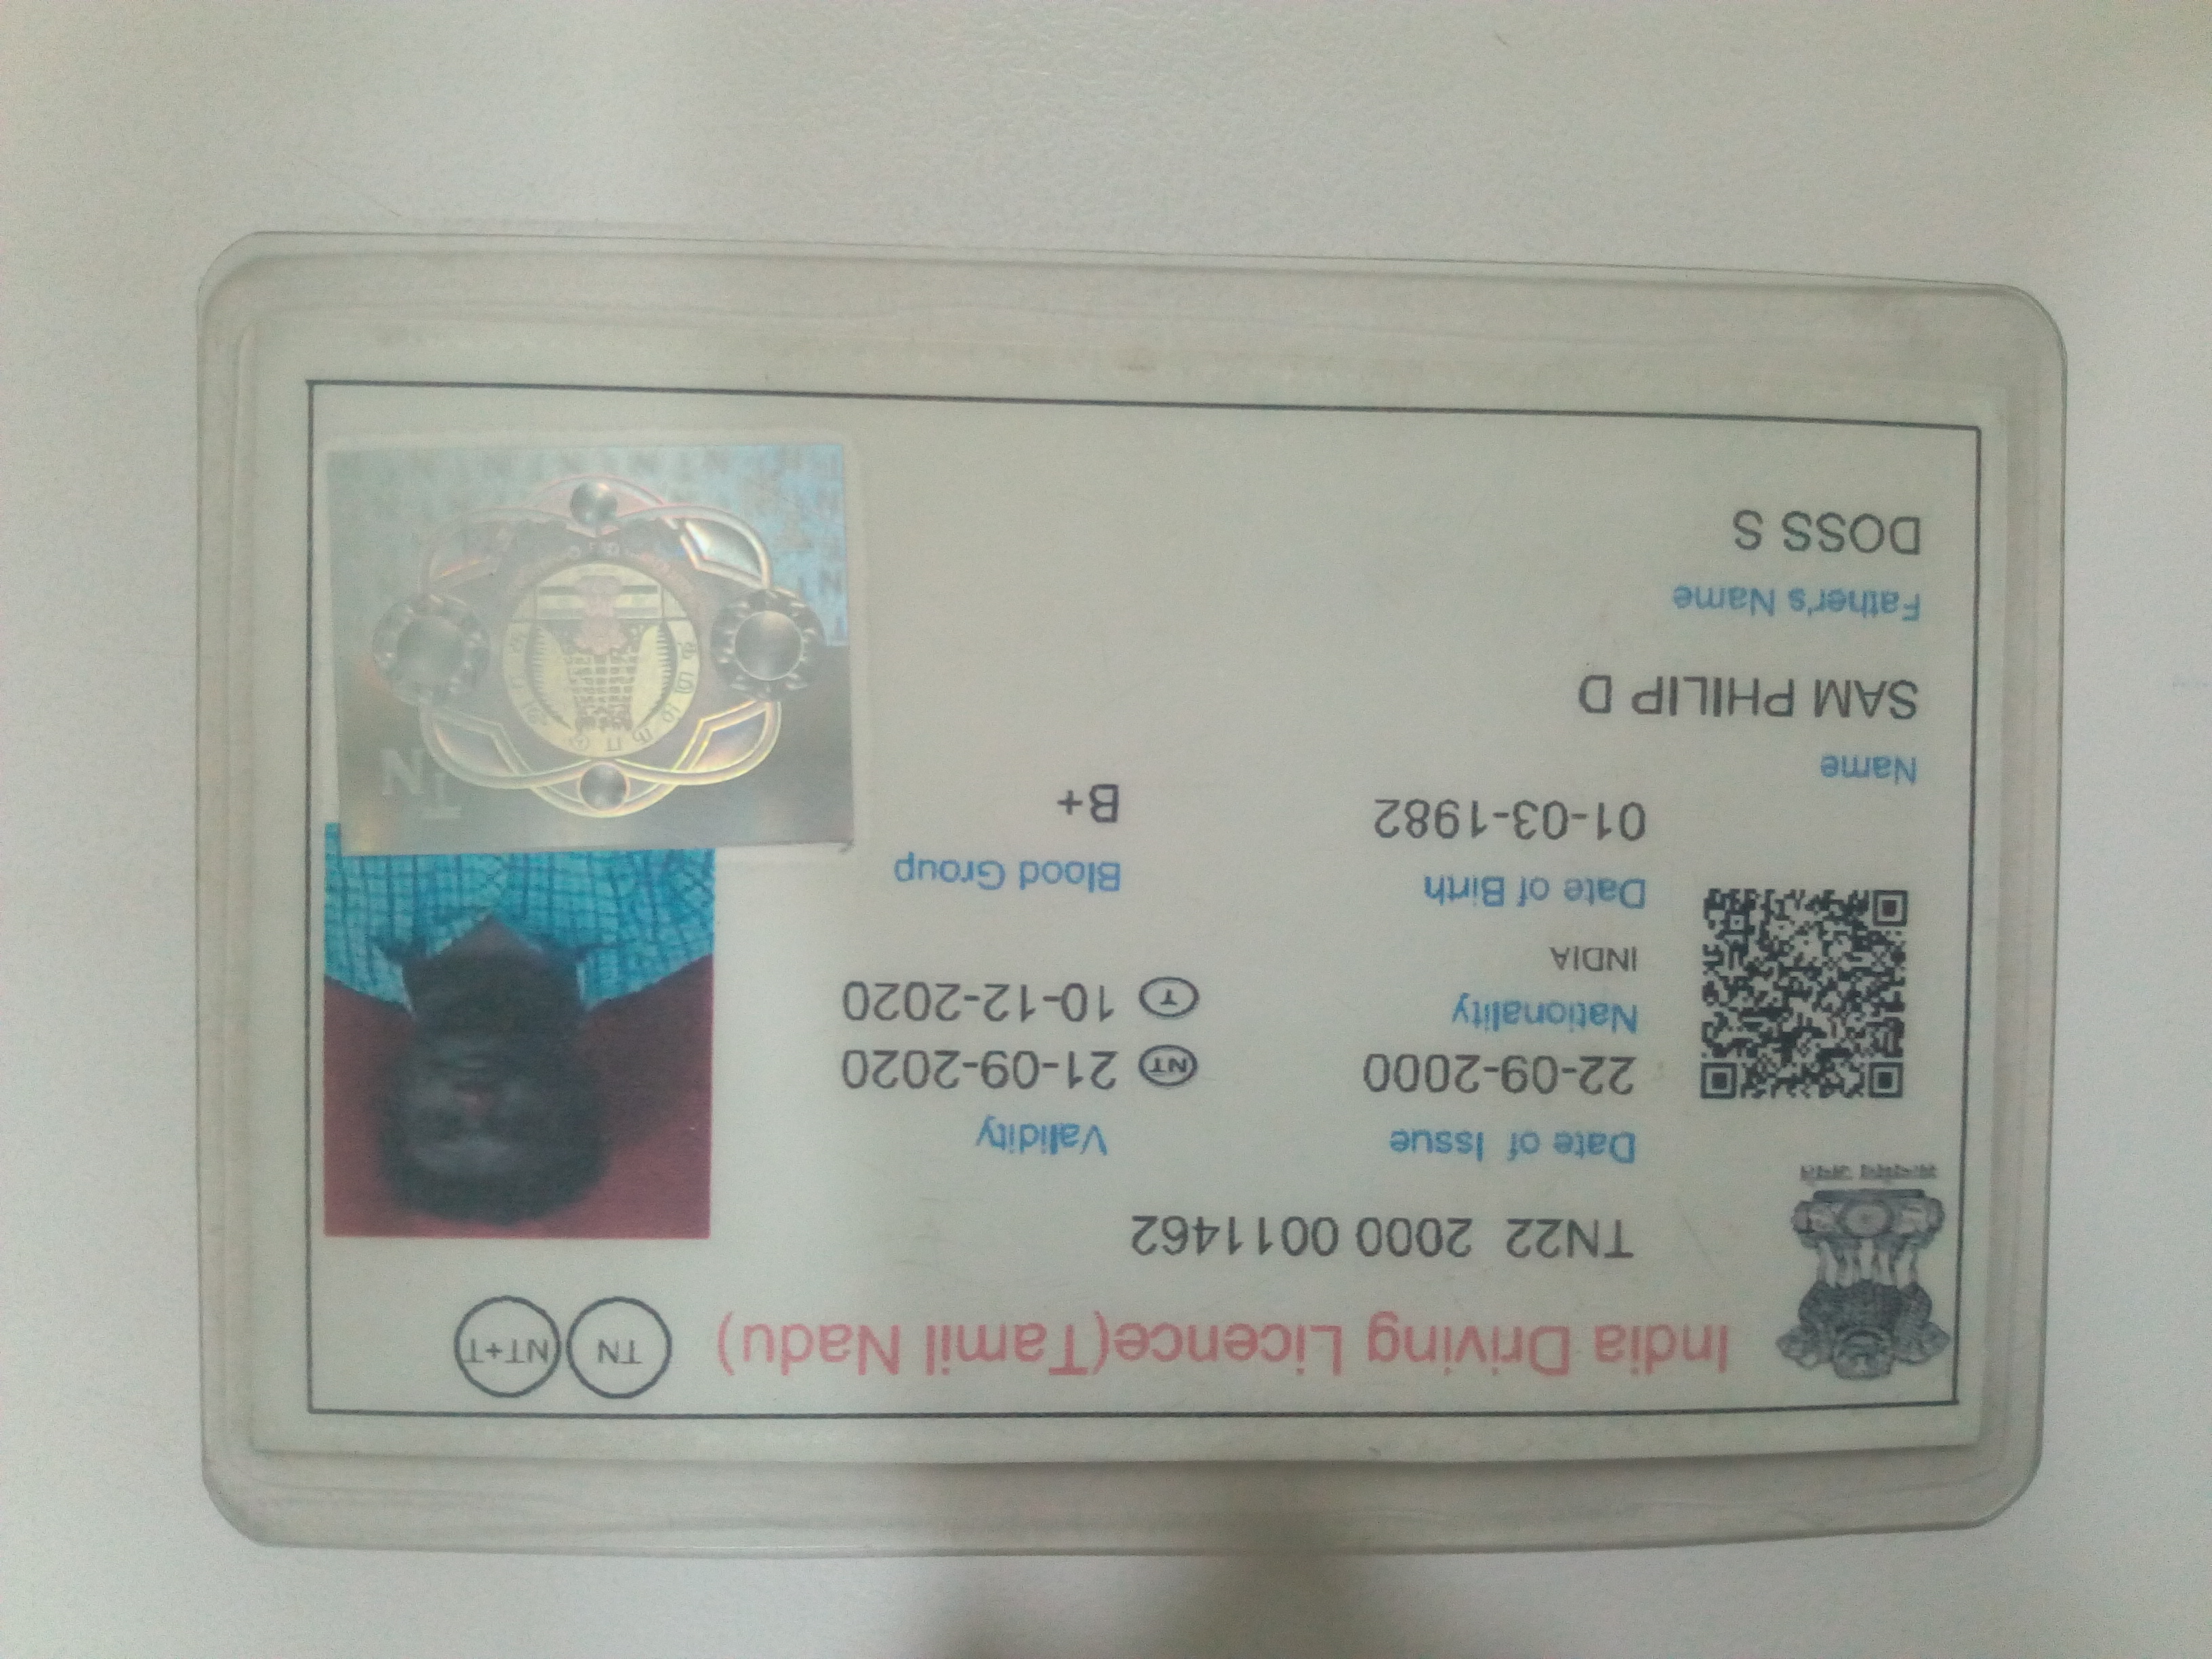 India Driving Licence(Tamil Nadu)
TN
NT+T
TN22 2000 0011462
Date of Issue
Validity
22-09-2000
NT 21-09-2020
Nationality
T 10-12-2020
INDIA
Date of Birth
Blood Group
01-03-1982
B+
Name
SAM PHILIP D
Father's Name
DOSS S
TN